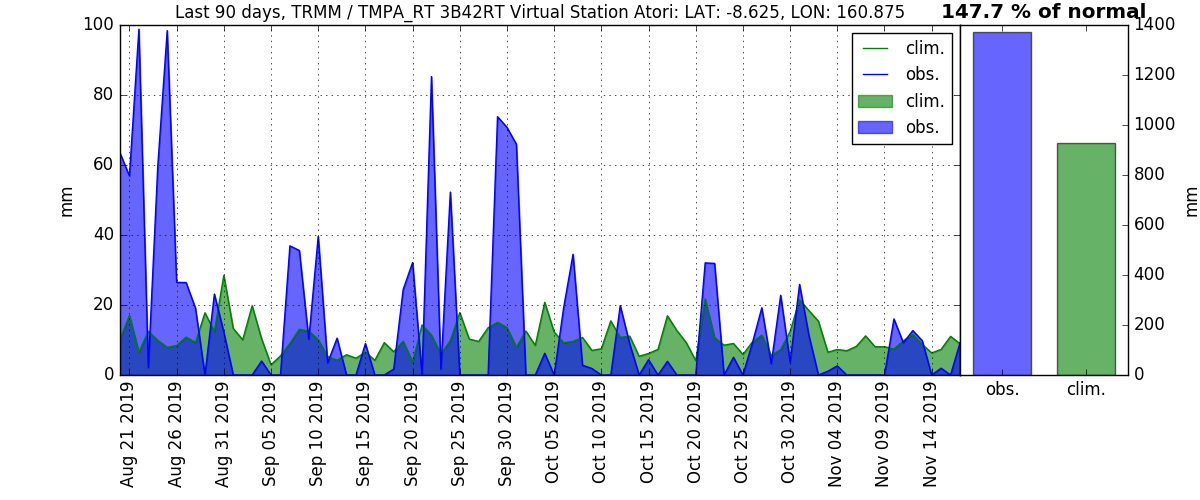 Last 90 days, TRMM / TMPA_RT 3B42RT Virtual Station Atori: LAT: -8.625, LON: 160.875
147.7 % of normal
100
80
60
40
20
0
mm
clim.
obs.
clim.
obs.
Aug 21 2019
Aug 26 2019
Aug 31 2019
Sep 05 2019
Sep 10 2019
Sep 15 2019
Sep 20 2019
Sep 25 2019
Sep 30 2019
Oct 05 2019
Oct 10 2019
Oct 15 2019
Oct 20 2019
Oct 25 2019
Oct 30 2019
Nov 04 2019
Nov 09 2019
Nov 14 2019
1400
1200
1000
800
600
400
200
0
mm
obs.
clim.